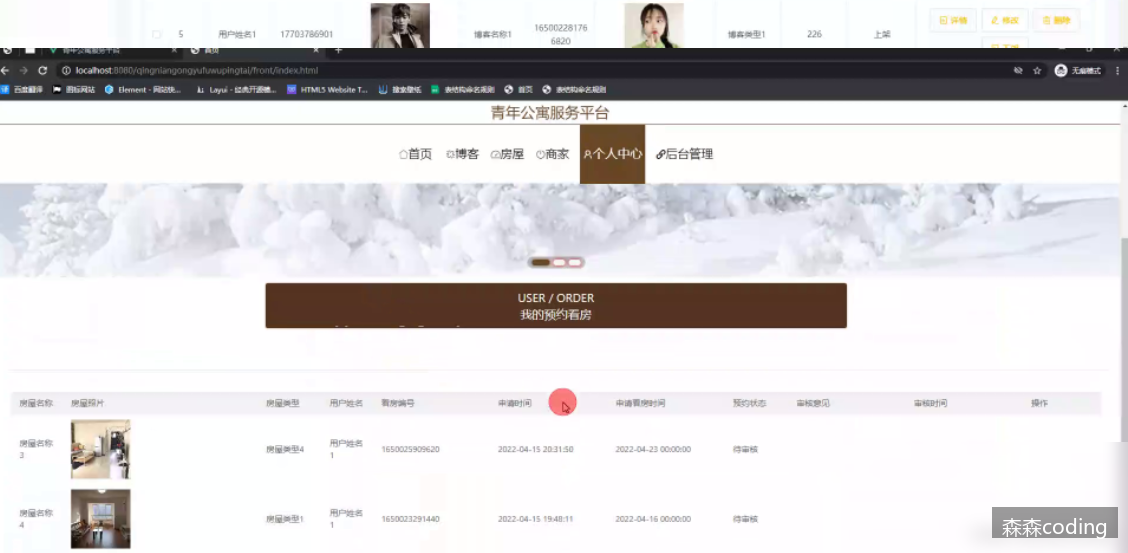 5 用户姓名1 17703786901 博客名称1 16500228176 6820 博客类型1 226 上架 详情 修改 删除
青年公寓服务平台 首页
localhost:8080/qingniangongyufuwupingtai/front/index.html 无痕模式
百度翻译 图标网站 Element - 网站快... Layui - 经典开源模... HTML5 Website T... 搜索壁纸 表结构命名规则 首页 表结构命名规则
青年公寓服务平台
首页 博客 房屋 商家 个人中心 后台管理
USER / ORDER
我的预约看房
房屋名称 房屋照片 房屋类型 用户姓名 看房编号 申请时间 申请看房时间 预约状态 审核意见 审核时间 操作
房屋名称3 房屋类型4 用户姓名1 1650025909620 2022-04-15 20:31:50 2022-04-23 00:00:00 待审核
房屋名称4 房屋类型1 用户姓名1 1650023291440 2022-04-15 19:48:11 2022-04-16 00:00:00 待审核
森森coding